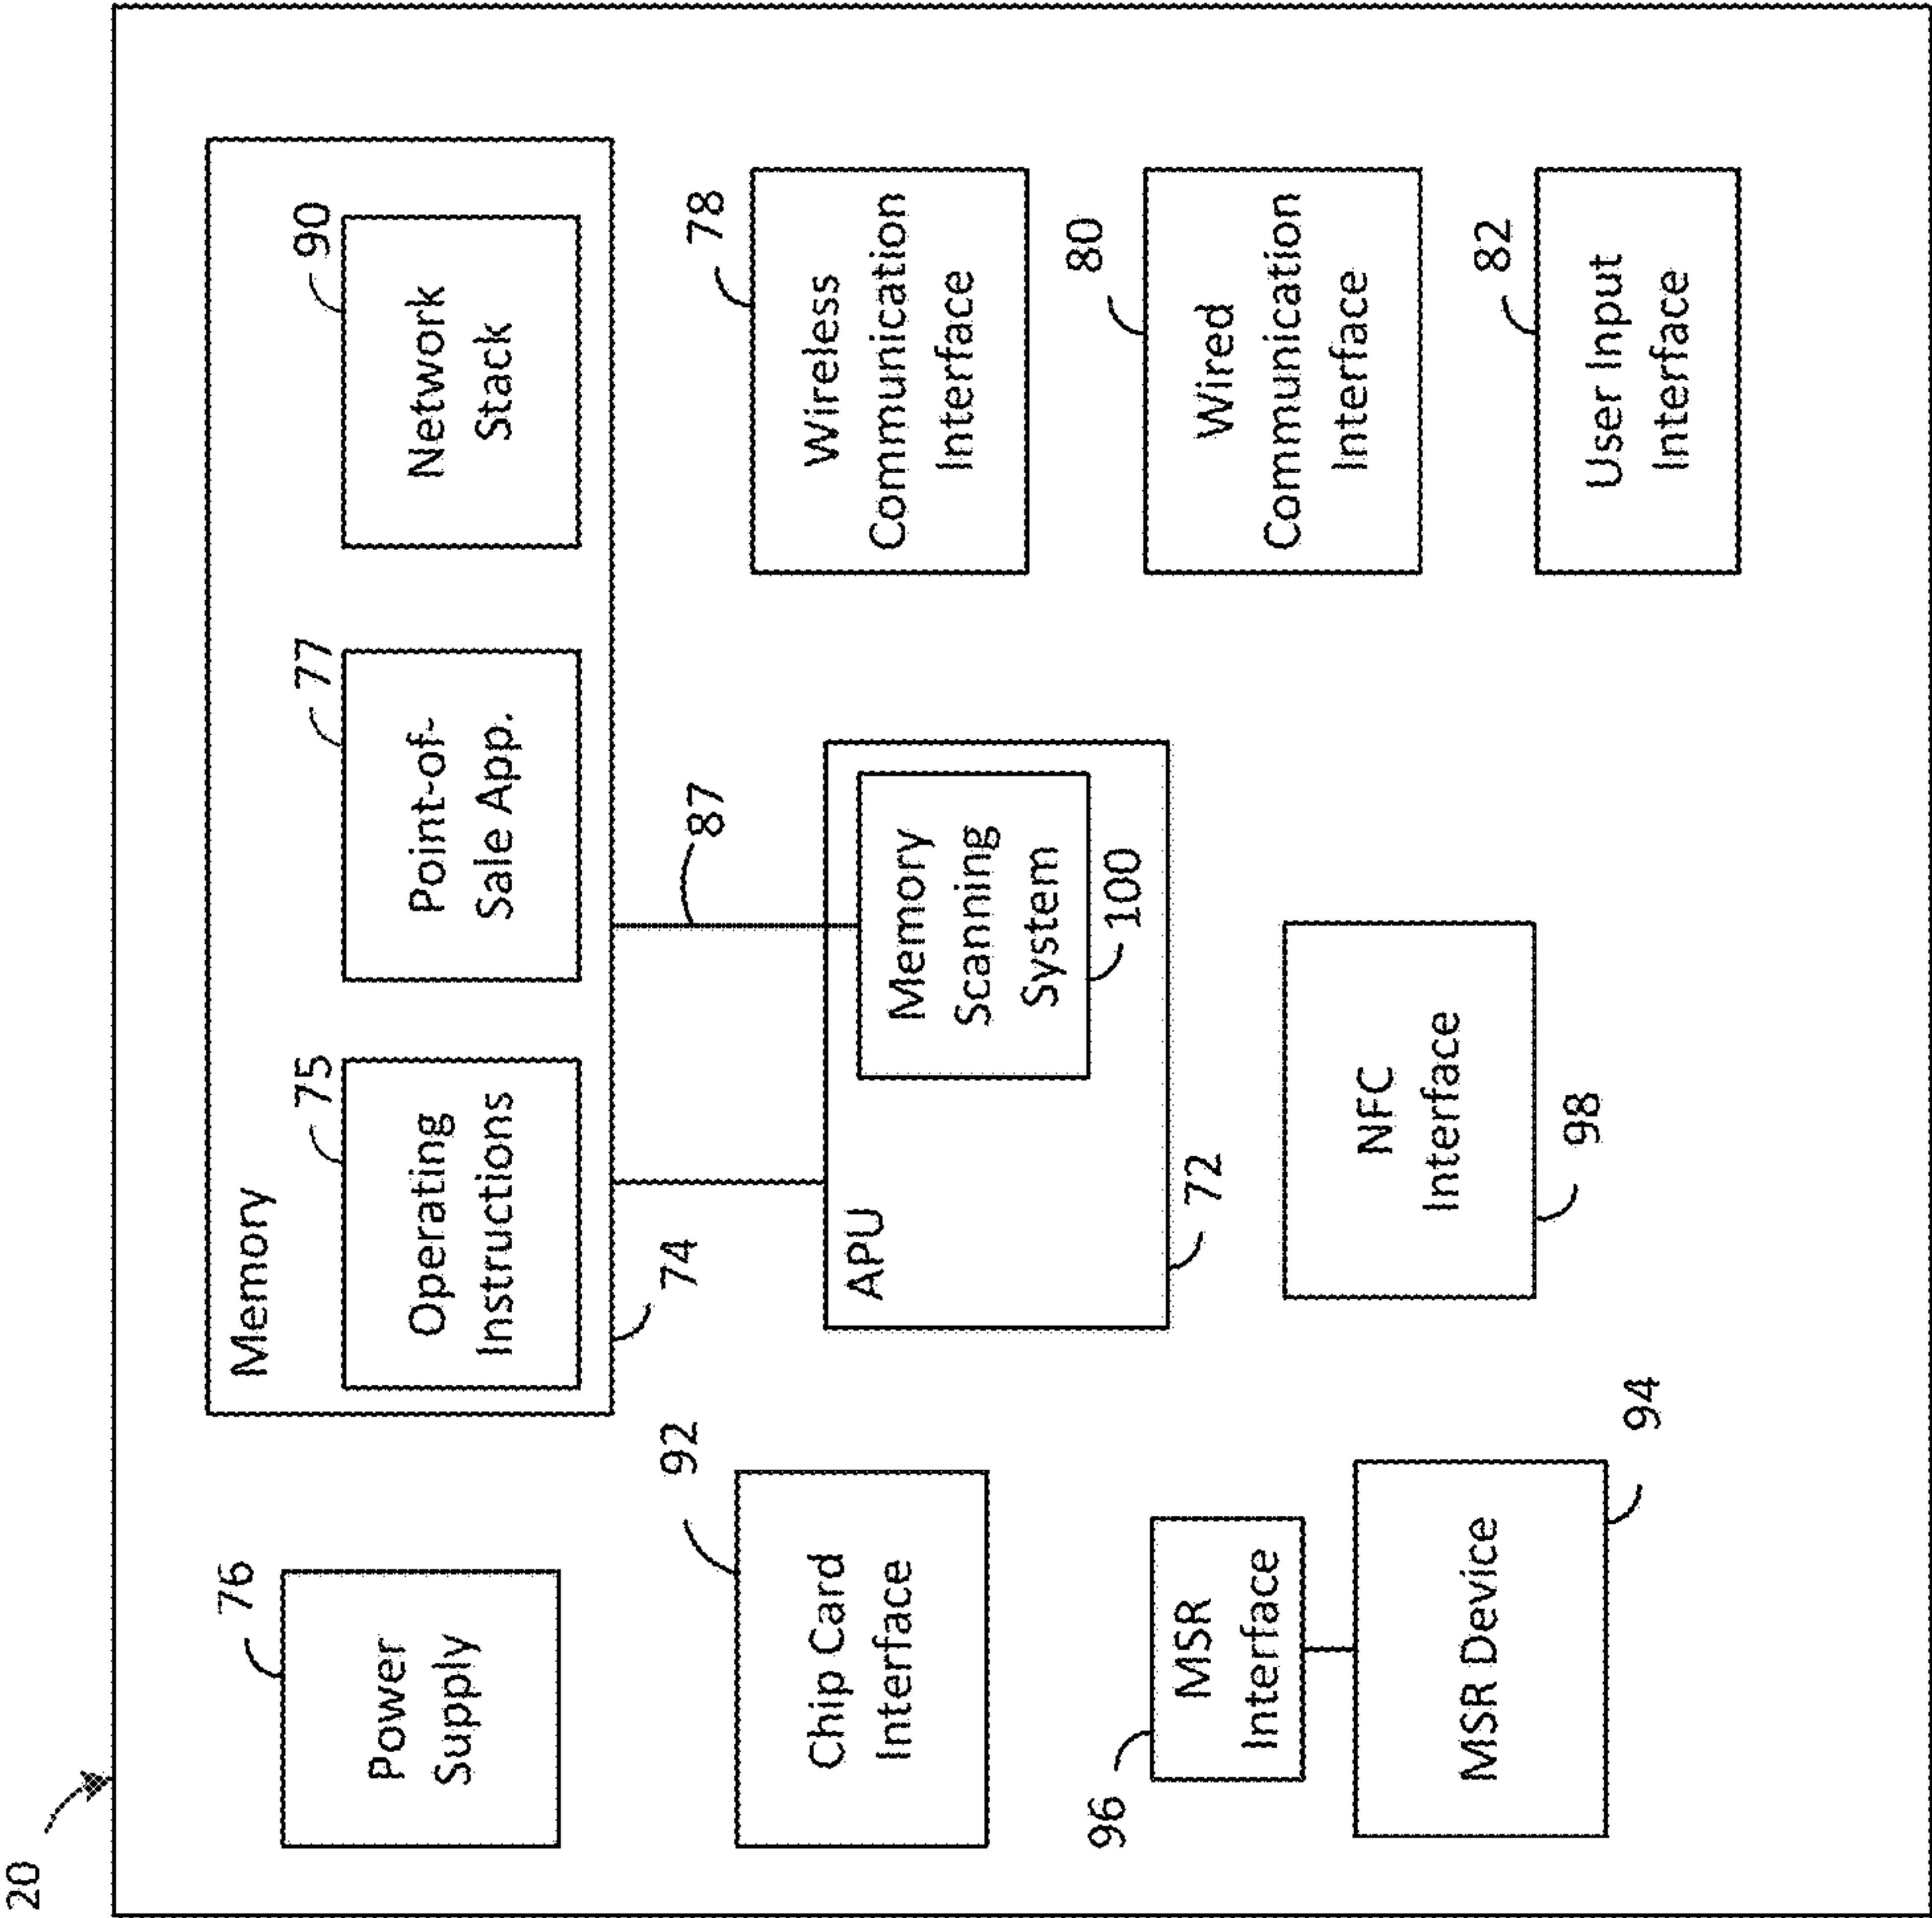 20
76
Power
Supply
Memory
75
Operating
Instructions
77
Point-of-
Sale App.
90
Network
Stack
74
87
92
Chip Card
Interface
APU
Memory
Scanning
System
100
72
78
Wireless
Communication
Interface
96
MSR
Interface
MSR Device
94
NFC
Interface
98
80
Wired
Communication
Interface
82
User Input
Interface